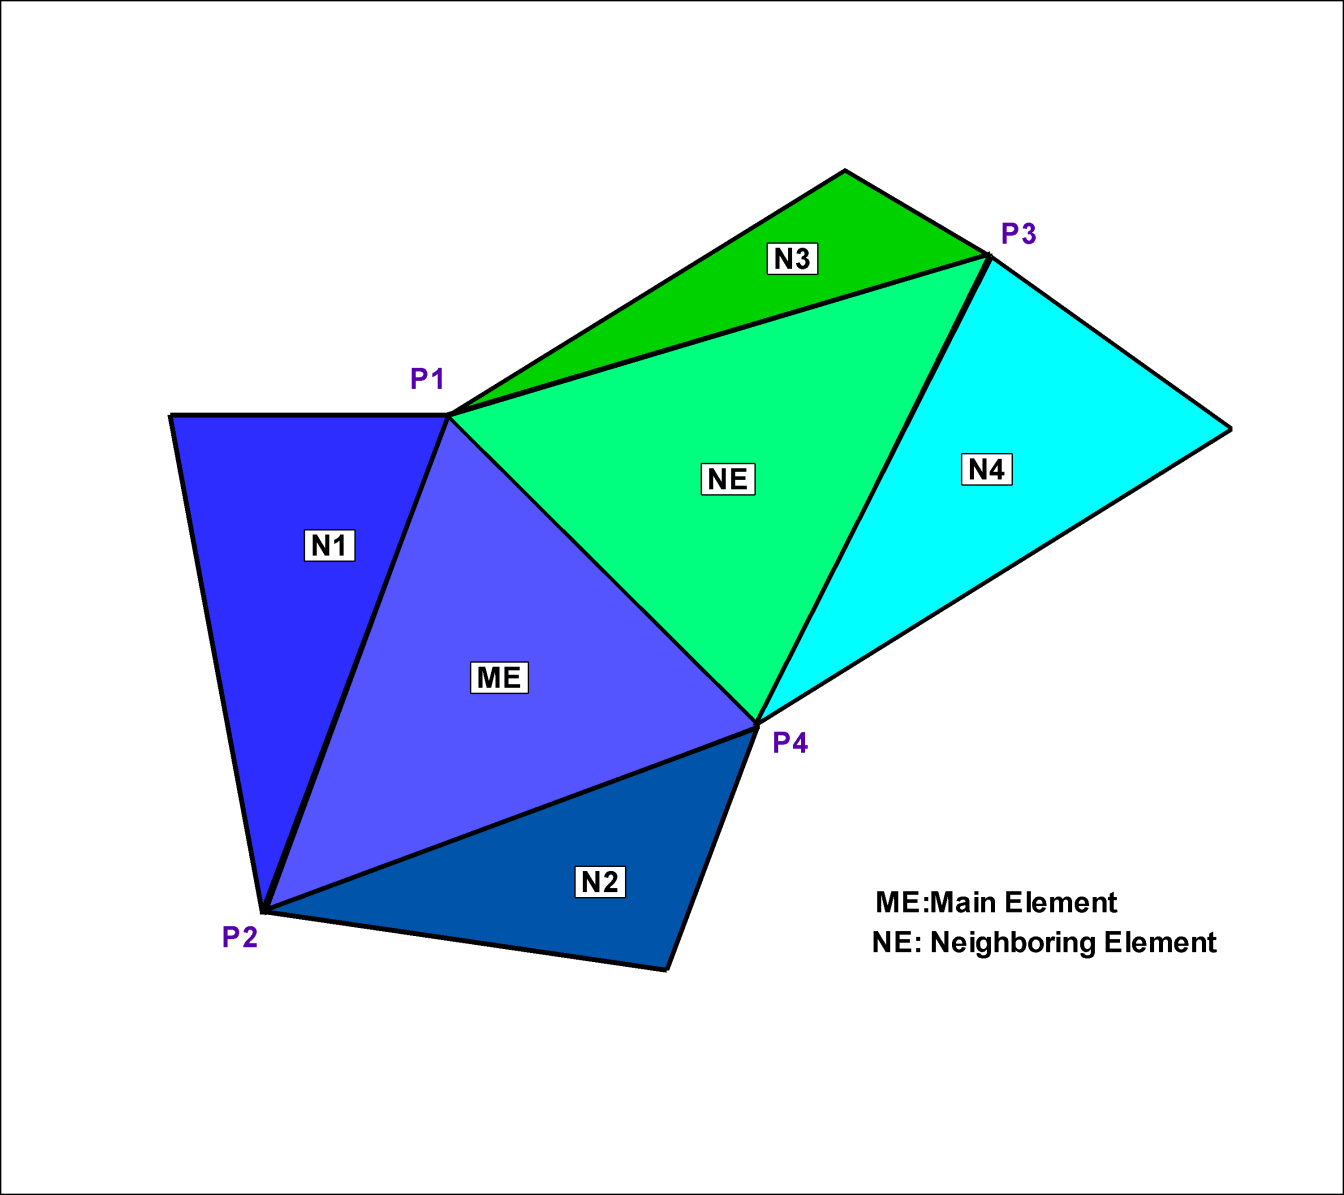 P3
N3
P1
N4
NE
N1
ME
P4
N2
ME:Main Element
P2
NE: Neighboring Element